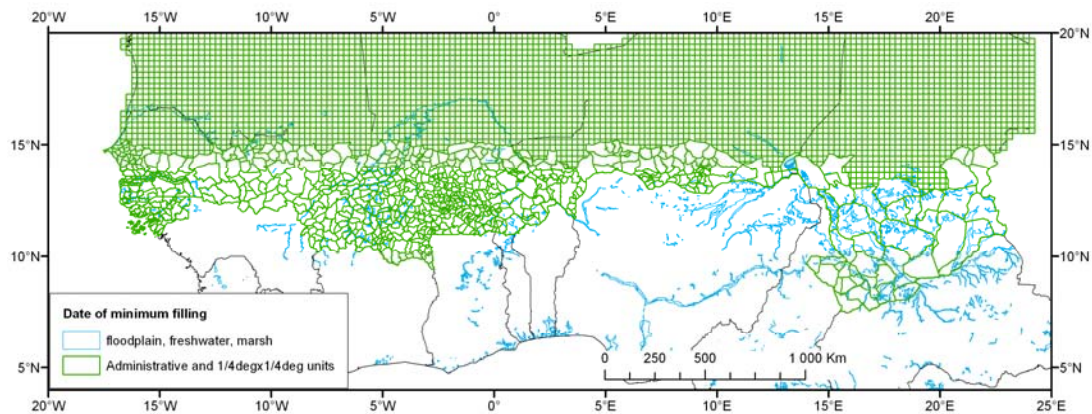 20°W 15°W 10°W 5°W 0° 5°E 10°E 15°E 20°E
20°N 20°N
15°N 15°N
10°N 10°N
Date of minimum filling
floodplain, freshwater, marsh
0 250 500 1 000 Km
Administrative and 1/4degx1/4deg units
5°N 5°N
20°W 15°W 10°W 5°W 0° 5°E 10°E 15°E 20°E 25°E